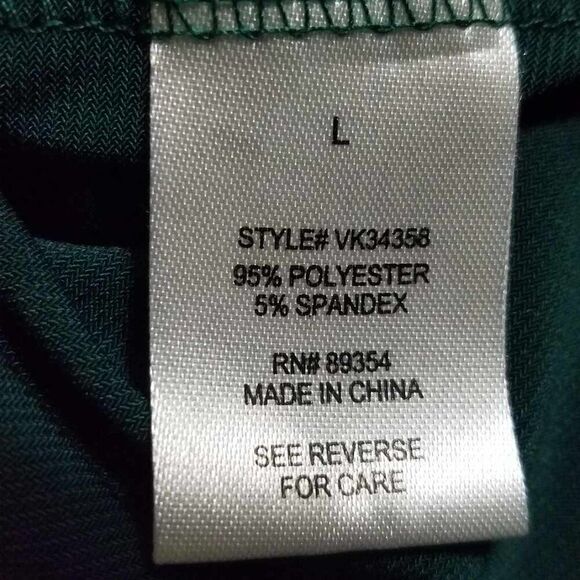 L
STYLE# VK34358
95% POLYESTER
5% SPANDEX
RN# 89354
MADE IN CHINA
SEE REVERSE
FOR CARE